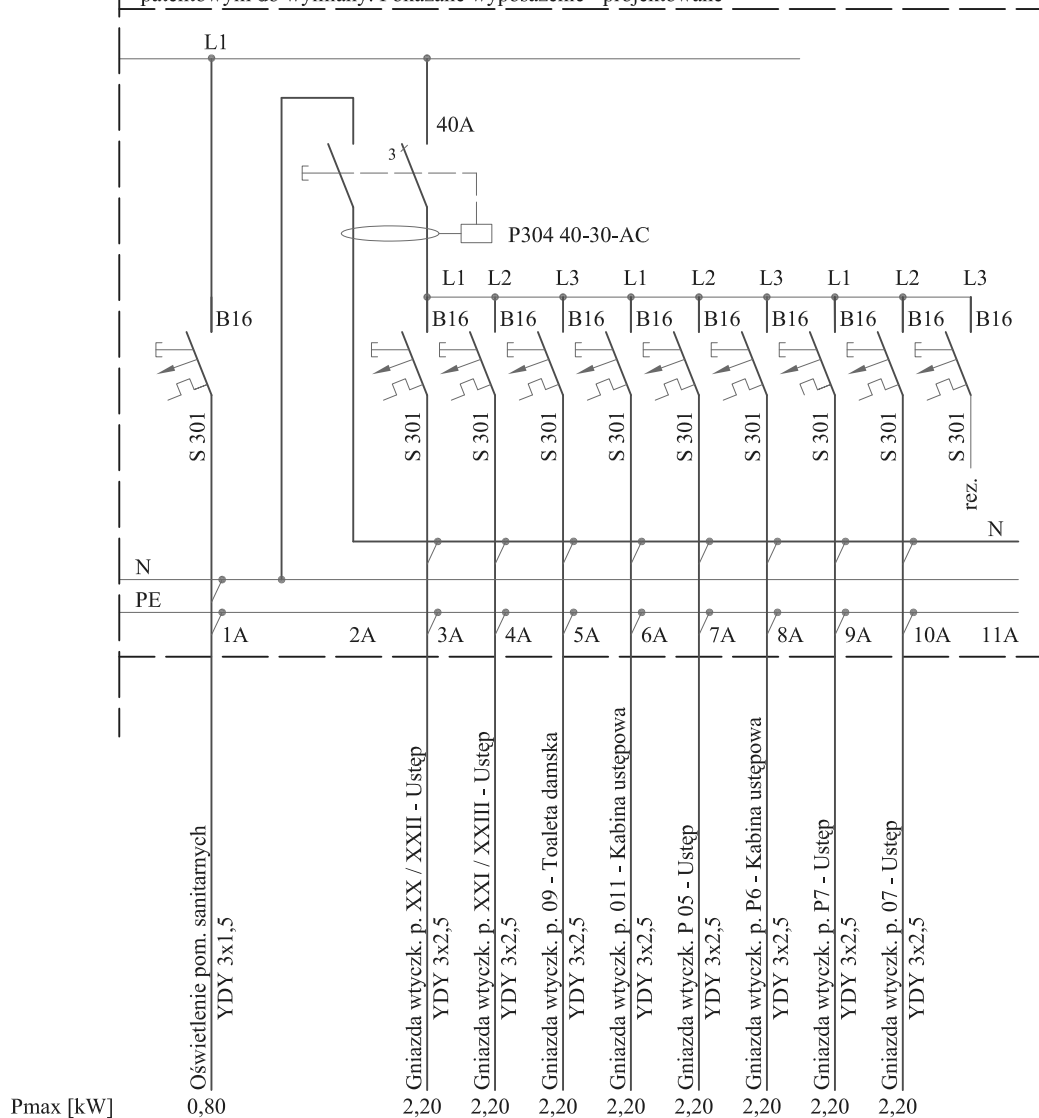 patentowym do wymiany. Pokazane wyposażenie - projektowane
L1
40A
3
P304 40-30-AC
L1 L2 L3 L1 L2 L3 L1 L2 L3
B16 B16 B16 B16 B16 B16 B16 B16 B16 B16
S 301 S 301 S 301 S 301 S 301 S 301 S 301 S 301 S 301 S 301
rez.
N
N
PE
1A 2A 3A 4A 5A 6A 7A 8A 9A 10A 11A
Oświetlenie pom. sanitarnych
YDY 3x1,5
Gniazda wtyczk. p. XX / XXII - Ustęp
YDY 3x2,5
Gniazda wtyczk. p. XXI / XXIII - Ustęp
YDY 3x2,5
Gniazda wtyczk. p. 09 - Toaleta damska
YDY 3x2,5
Gniazda wtyczk. p. 011 - Kabina ustępowa
YDY 3x2,5
Gniazda wtyczk. P 05 - Ustęp
YDY 3x2,5
Gniazda wtyczk. p. P6 - Kabina ustępowa
YDY 3x2,5
Gniazda wtyczk. p. P7 - Ustęp
YDY 3x2,5
Gniazda wtyczk. p. 07 - Ustęp
YDY 3x2,5
Pmax [kW] 0,80 2,20 2,20 2,20 2,20 2,20 2,20 2,20 2,20